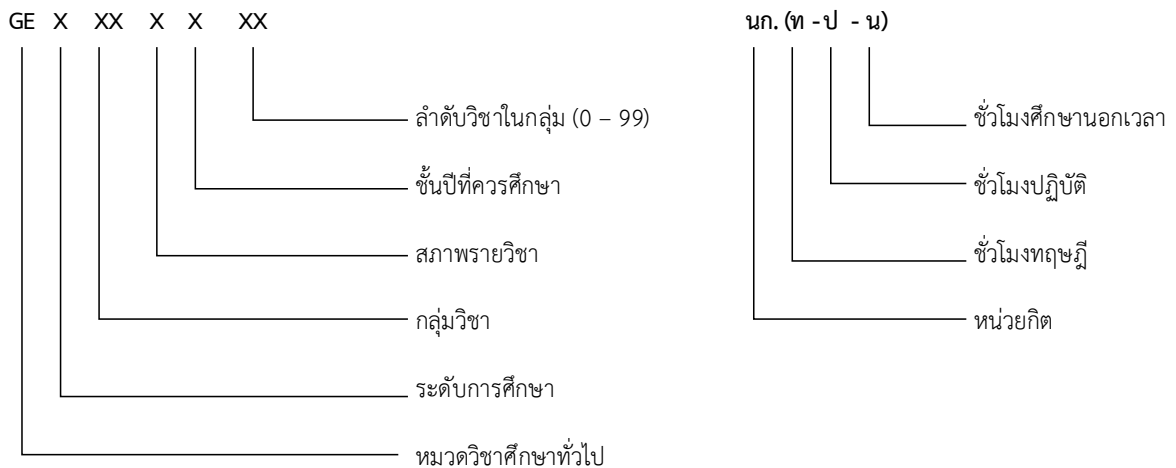 GE X XX X X XX นก. (ท - ป - น)
ลำดับวิชาในกลุ่ม (0 – 99) ชั่วโมงศึกษานอกเวลา
ชั้นปีที่ควรศึกษา ชั่วโมงปฏิบัติ
สภาพรายวิชา ชั่วโมงทฤษฎี
กลุ่มวิชา หน่วยกิต
ระดับการศึกษา
หมวดวิชาศึกษาทั่วไป